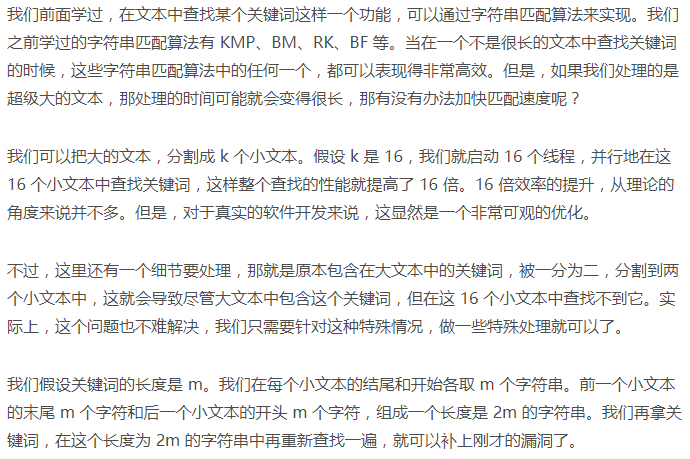 我们前面学过，在文本中查找某个关键词这样一个功能，可以通过字符串匹配算法来实现。我们
之前学过的字符串匹配算法有 KMP、BM、RK、BF 等。当在一个不是很长的文本中查找关键词
的时候，这些字符串匹配算法中的任何一个，都可以表现得非常高效。但是，如果我们处理的是
超级大的文本，那处理的时间可能就会变得很长，那有没有办法加快匹配速度呢？
我们可以把大的文本，分割成 k 个小文本。假设 k 是 16，我们就启动 16 个线程，并行地在这
16 个小文本中查找关键词，这样整个查找的性能就提高了 16 倍。16 倍效率的提升，从理论的
角度来说并不多。但是，对于真实的软件开发来说，这显然是一个非常可观的优化。
不过，这里还有一个细节要处理，那就是原本包含在大文本中的关键词，被一分为二，分割到两
个小文本中，这就会导致尽管大文本中包含这个关键词，但在这 16 个小文本中查找不到它。实
际上，这个问题也不难解决，我们只需要针对这种特殊情况，做一些特殊处理就可以了。
我们假设关键词的长度是 m。我们在每个小文本的结尾和开始各取 m 个字符串。前一个小文本
的末尾 m 个字符和后一个小文本的开头 m 个字符，组成一个长度是 2m 的字符串。我们再拿关
键词，在这个长度为 2m 的字符串中再重新查找一遍，就可以补上刚才的漏洞了。